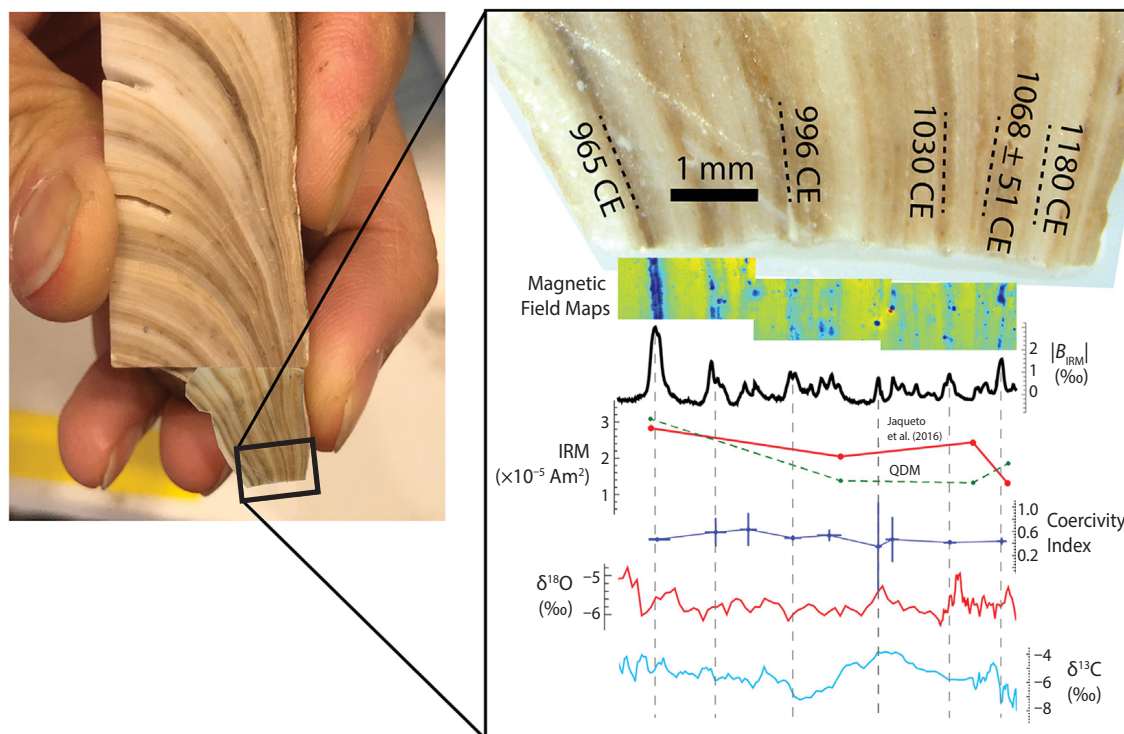 965 CE
1 mm
996 CE
1030 CE
1068 ± 51 CE
1180 CE
Magnetic
Field Maps
2
1
0
|B_IRM|
(‰)
3
2
1
IRM
(×10⁻⁵ Am²)
Jaqueto
et al. (2016)
QDM
1.0
0.6
0.2
Coercivity
Index
δ¹⁸O
(‰)
−5
−6
−4
−6
−8
δ¹³C
(‰)